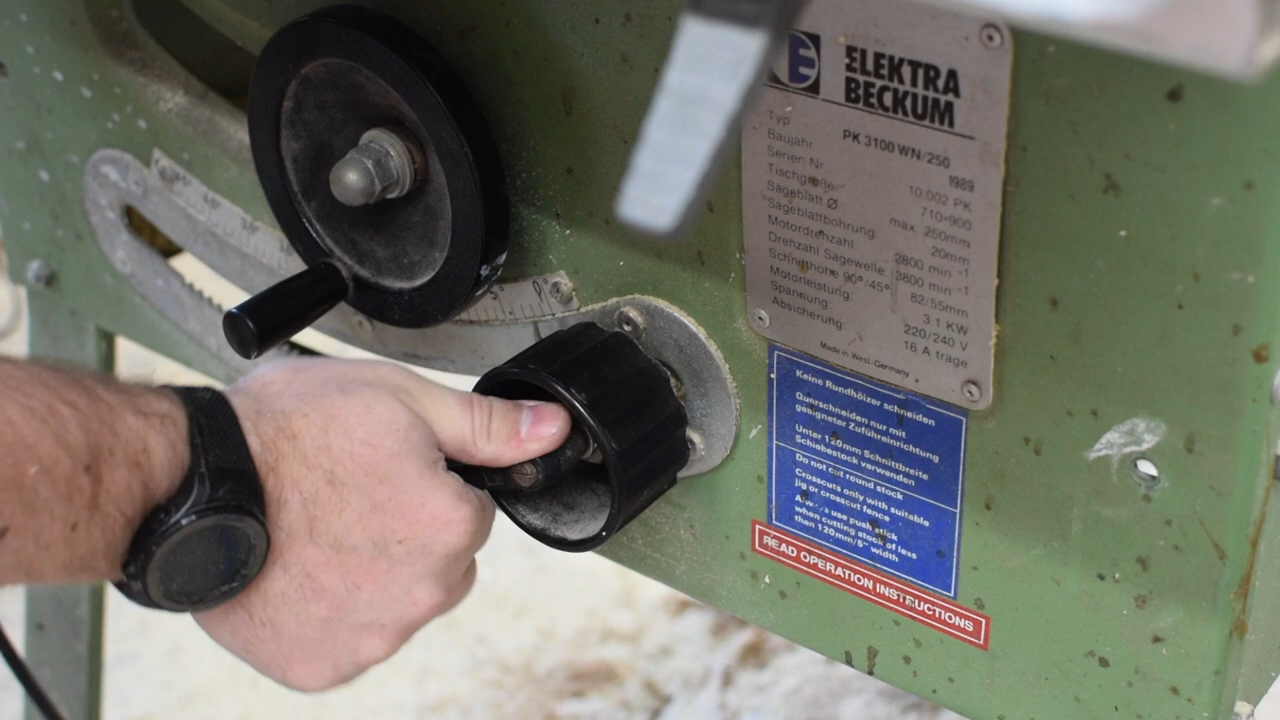 ELEKTRA
BECKUM
Typ PK 3100 WN/250
Baujahr 1989
Serien Nr. 10.002 PK
Tischgröße 710•900
Sägeblatt Ø max. 250mm
Sägeblattbohrung: 20mm
Motordrehzahl 2800 min -1
Drehzahl Sägewelle: 3800 min -1
Schnitthöhe 90°/45° 82/55mm
Motorleistung: 3.1 KW
Spannung: 220/240 V
Absicherung 16 A träge
Made in West-Germany
Keine Rundhölzer schneiden
Querschneiden nur mit
geeigneter Zuführeinrichtung
Unter 120mm Schnittbreite
Schiebestock verwenden
Do not cut round stock
Crosscuts only with suitable
jig or crosscut fence
Always use push stick
when cutting stock of less
than 120mm/5" width
READ OPERATION INSTRUCTIONS
5° 0°